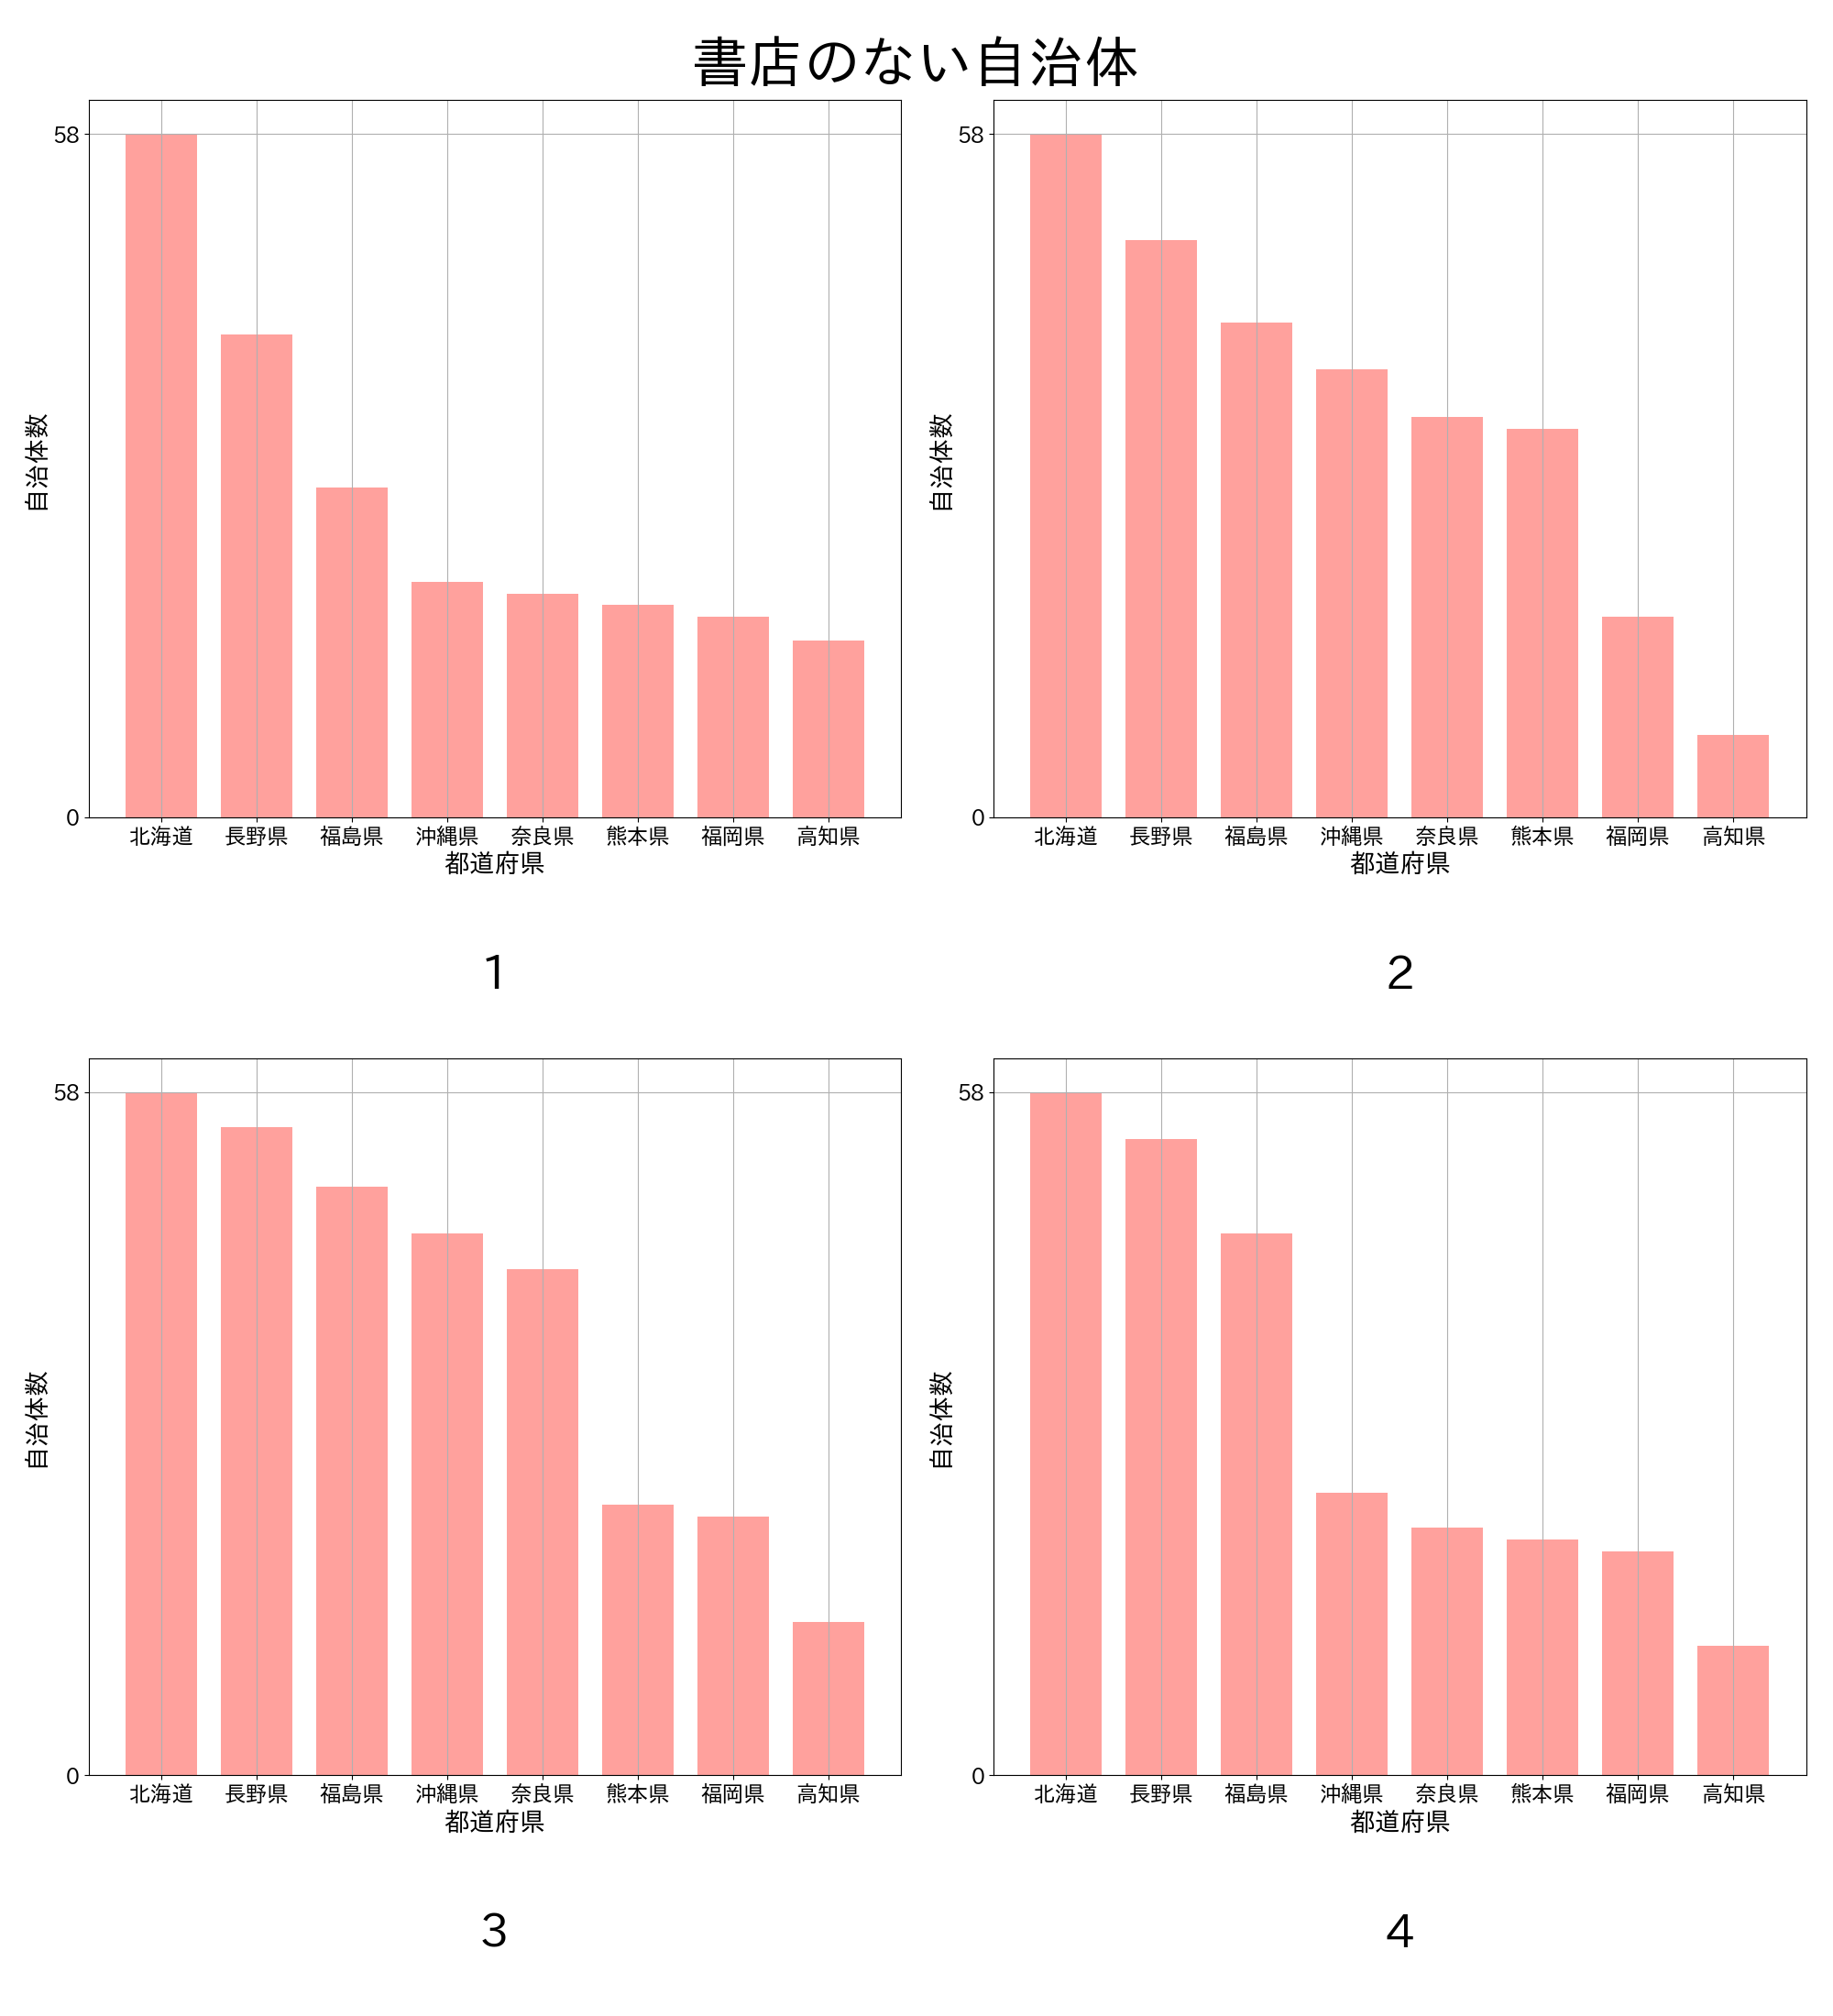 書店のない自治体
58
0
自治体数
北海道 長野県 福島県 沖縄県 奈良県 熊本県 福岡県 高知県
都道府県
1
58
0
自治体数
北海道 長野県 福島県 沖縄県 奈良県 熊本県 福岡県 高知県
都道府県
2
58
0
自治体数
北海道 長野県 福島県 沖縄県 奈良県 熊本県 福岡県 高知県
都道府県
3
58
0
自治体数
北海道 長野県 福島県 沖縄県 奈良県 熊本県 福岡県 高知県
都道府県
4